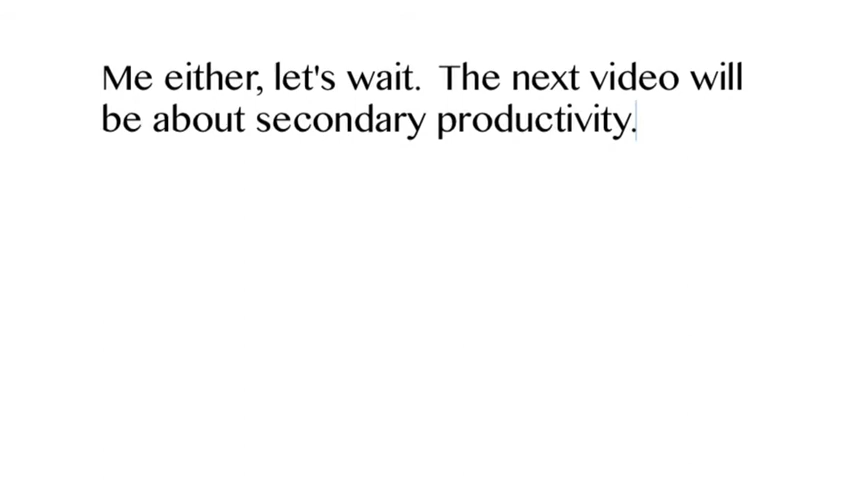 Me either, let's wait.  The next video will
be about secondary productivity.